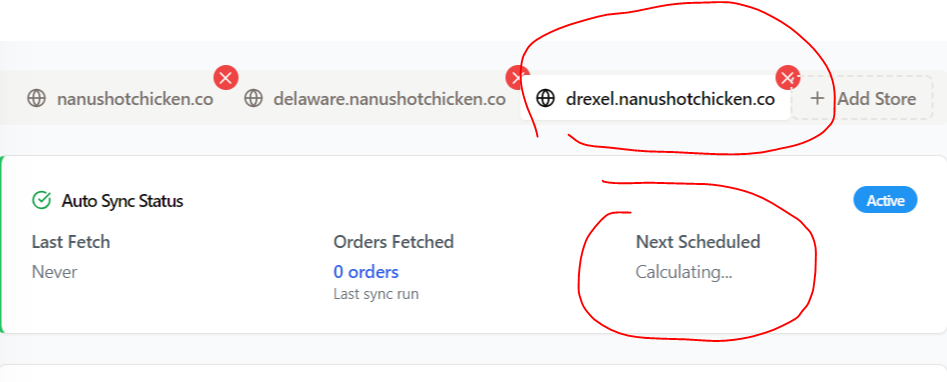 nanushotchicken.co delaware.nanushotchicken.co drexel.nanushotchicken.co + Add Store
Auto Sync Status Active
Last Fetch Orders Fetched Next Scheduled
Never 0 orders Calculating...
Last sync run